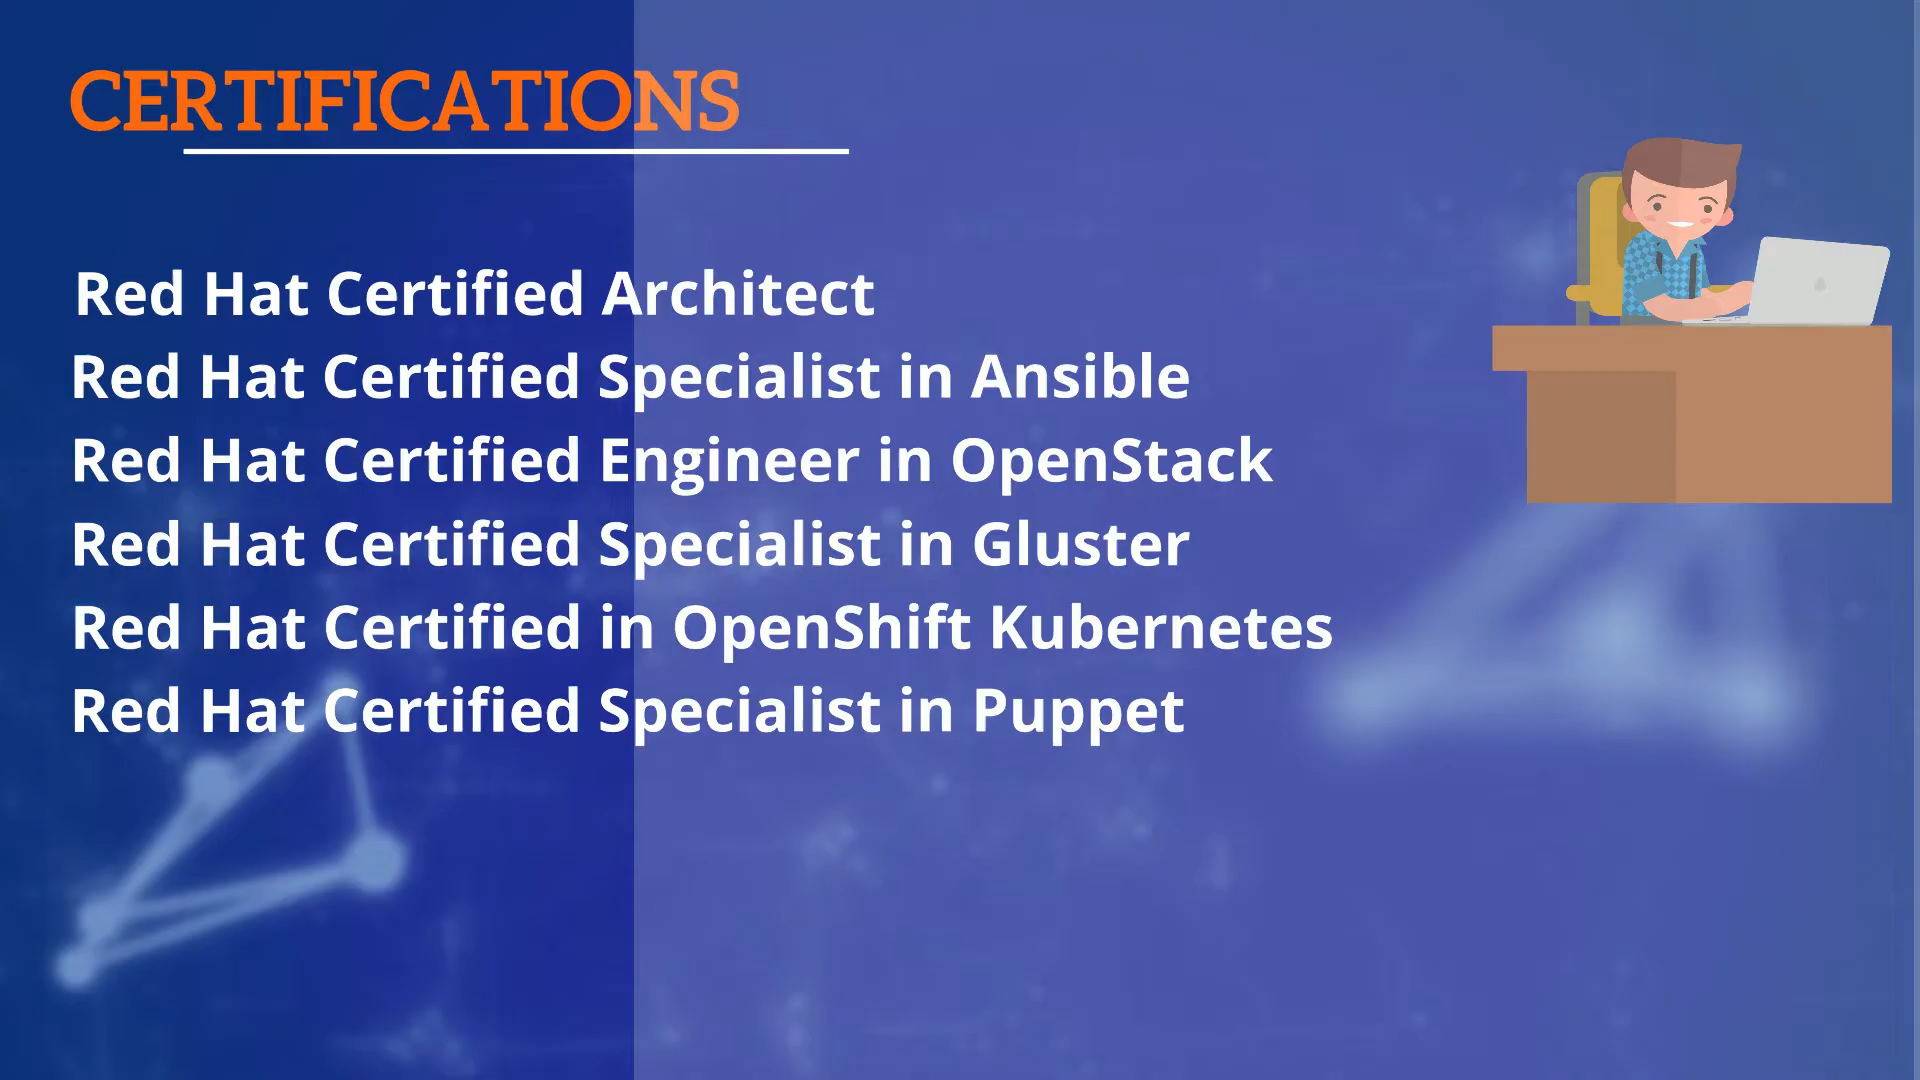 CERTIFICATIONS
Red Hat Certified Architect
Red Hat Certified Specialist in Ansible
Red Hat Certified Engineer in OpenStack
Red Hat Certified Specialist in Gluster
Red Hat Certified in OpenShift Kubernetes
Red Hat Certified Specialist in Puppet